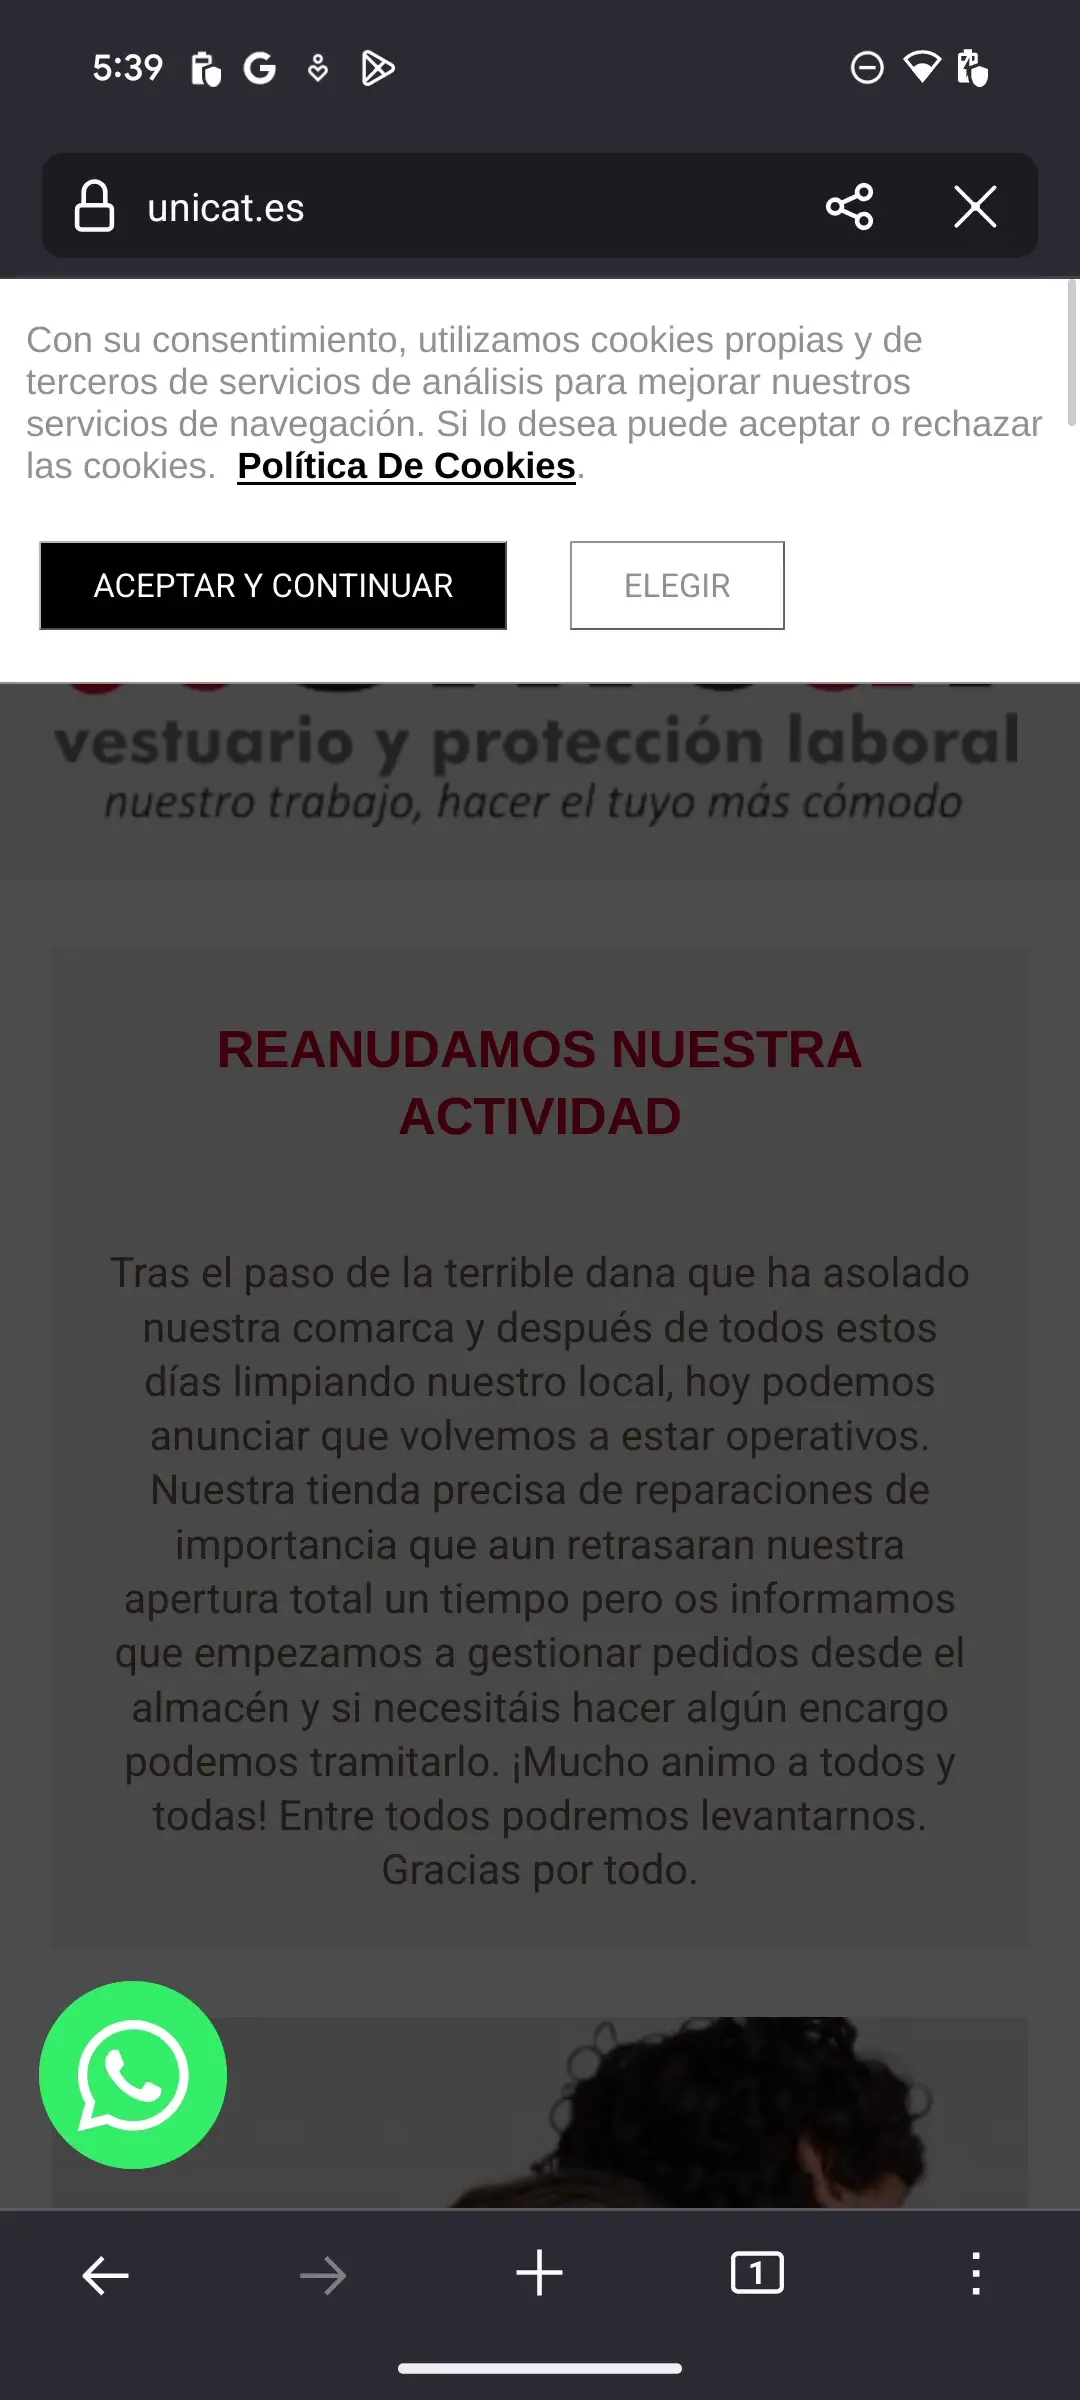 5:39
unicat.es
Con su consentimiento, utilizamos cookies propias y de
terceros de servicios de análisis para mejorar nuestros
servicios de navegación. Si lo desea puede aceptar o rechazar
las cookies. Política De Cookies.
ACEPTAR Y CONTINUAR
ELEGIR
vestuario y protección laboral
nuestro trabajo, hacer el tuyo más cómodo
REANUDAMOS NUESTRA
ACTIVIDAD
Tras el paso de la terrible dana que ha asolado
nuestra comarca y después de todos estos
días limpiando nuestro local, hoy podemos
anunciar que volvemos a estar operativos.
Nuestra tienda precisa de reparaciones de
importancia que aun retrasaran nuestra
apertura total un tiempo pero os informamos
que empezamos a gestionar pedidos desde el
almacén y si necesitáis hacer algún encargo
podemos tramitarlo. ¡Mucho animo a todos y
todas! Entre todos podremos levantarnos.
Gracias por todo.
1